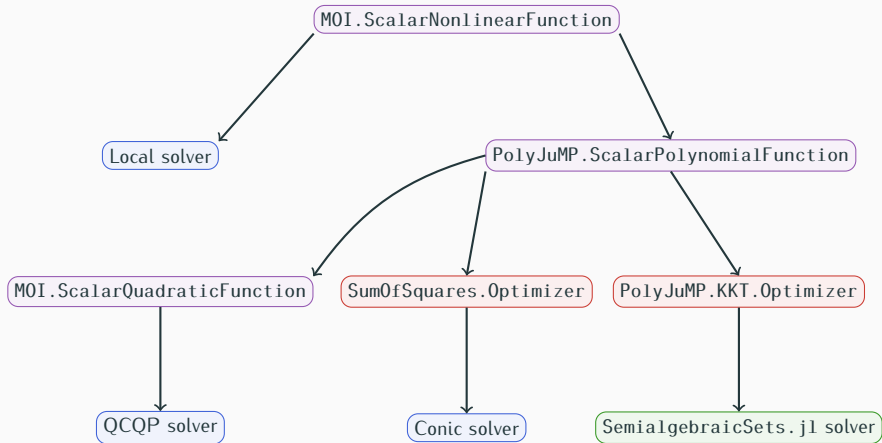 MOI.ScalarNonlinearFunction
Local solver
PolyJuMP.ScalarPolynomialFunction
MOI.ScalarQuadraticFunction
SumOfSquares.Optimizer
PolyJuMP.KKT.Optimizer
QCQP solver
Conic solver
SemialgebraicSets.jl solver